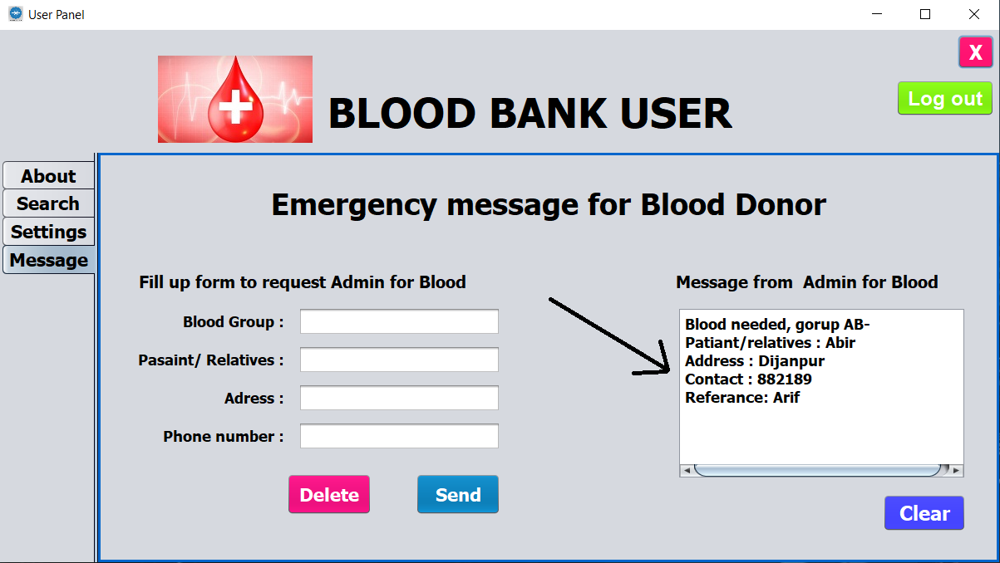 User Panel
X
Log out
BLOOD BANK USER
About
Search
Settings
Message
Emergency message for Blood Donor
Fill up form to request Admin for Blood
Blood Group :
Pasaint/ Relatives :
Adress :
Phone number :
Delete
Send
Message from  Admin for Blood
Blood needed, gorup AB-
Patiant/relatives : Abir
Address : Dijanpur
Contact : 882189
Referance: Arif
Clear